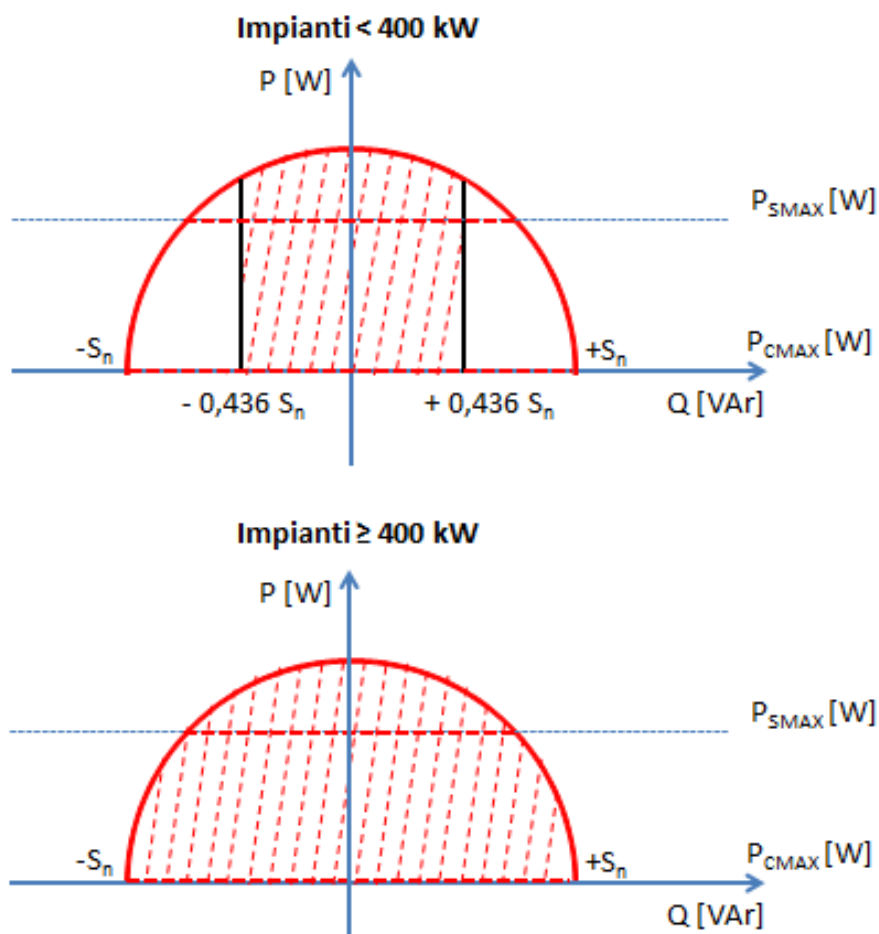 Impianti < 400 kW
P [W]
P_SMAX [W]
-S_n
+S_n
P_CMAX [W]
- 0,436 S_n
+ 0,436 S_n
Q [VAr]
Impianti ≥ 400 kW
P [W]
P_SMAX [W]
-S_n
+S_n
P_CMAX [W]
Q [VAr]